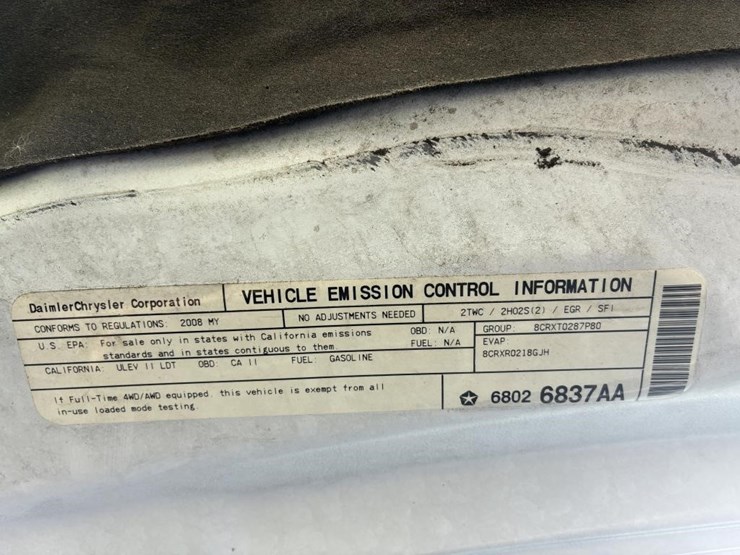 DaimlerChrysler Corporation
VEHICLE EMISSION CONTROL INFORMATION
CONFORMS TO REGULATIONS: 2008 MY
NO ADJUSTMENTS NEEDED
2TWC / 2HO2S(2) / EGR / SFI
U.S. EPA: For sale only in states with California emissions
standards and in states contiguous to them.
OBD: N/A
FUEL: N/A
GROUP: 8CRXT0287P80
EVAP:
8CRXR0218GJH
CALIFORNIA: ULEV II LDT OBD: CA II FUEL: GASOLINE
If Full-Time 4WD/AWD equipped, this vehicle is exempt from all
in-use loaded mode testing.
6802 6837AA